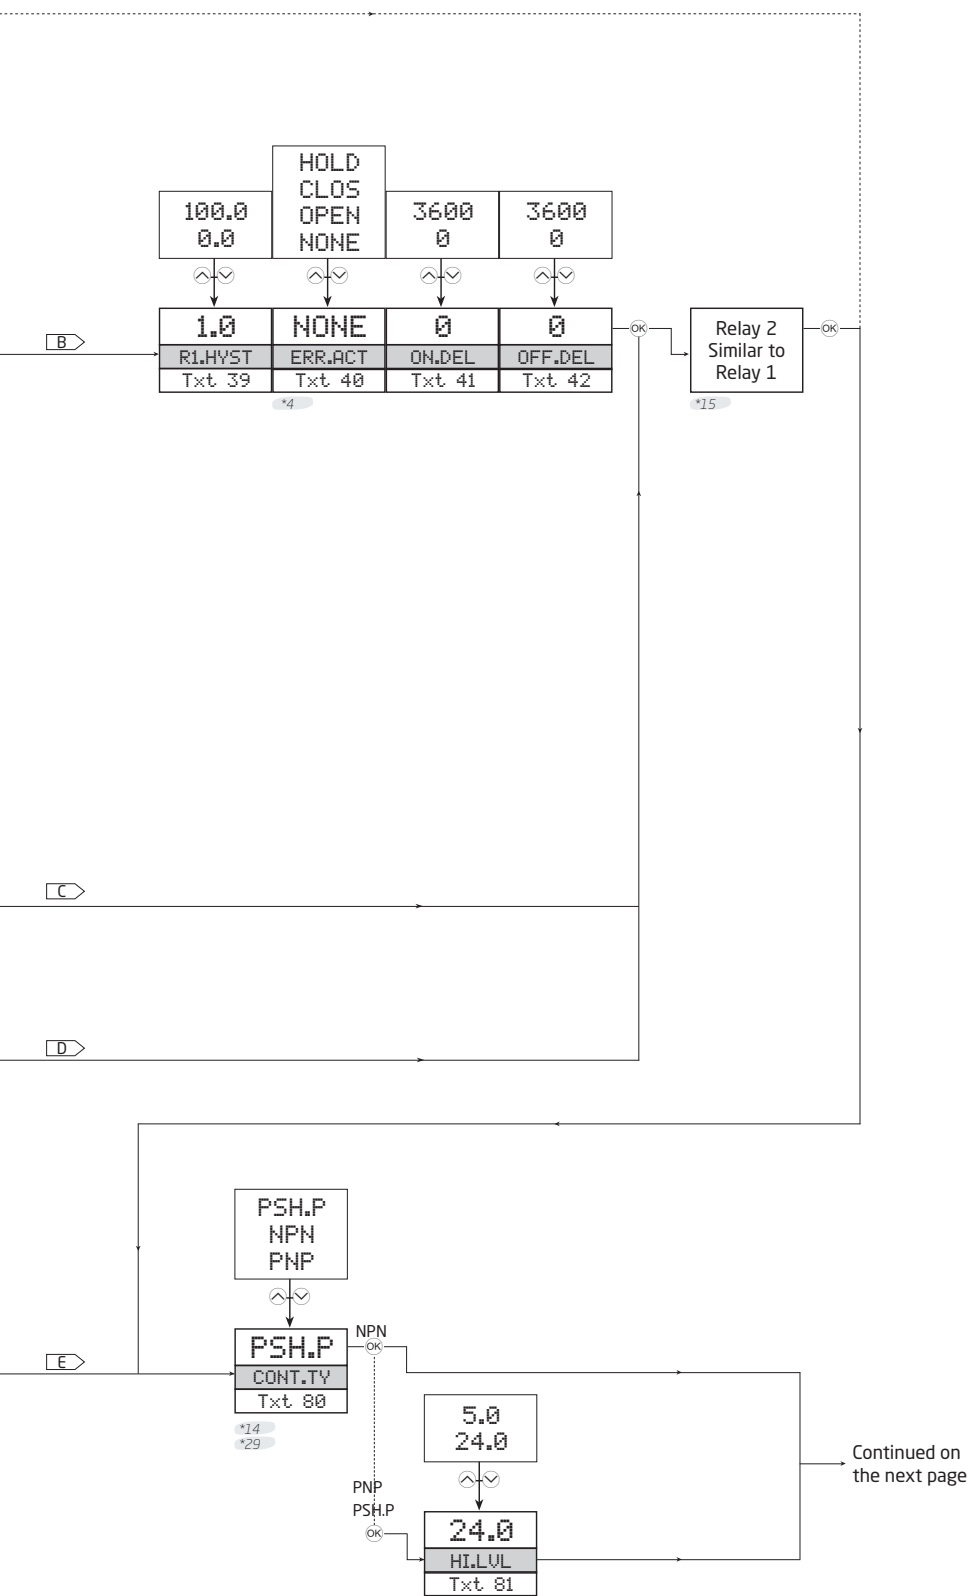 HOLD
CLOS
OPEN
NONE
100.0
0.0
3600
0
3600
0
B
1.0
R1.HYST
Txt 39
NONE
ERR.ACT
Txt 40
*4
0
ON.DEL
Txt 41
0
OFF.DEL
Txt 42
OK
Relay 2
Similar to
Relay 1
*15
OK
C
D
PSH.P
NPN
PNP
E
PSH.P
CONT.TY
Txt 80
*14
*29
NPN
OK
5.0
24.0
PNP
PSH.P
OK
24.0
HI.LVL
Txt 81
Continued on
the next page